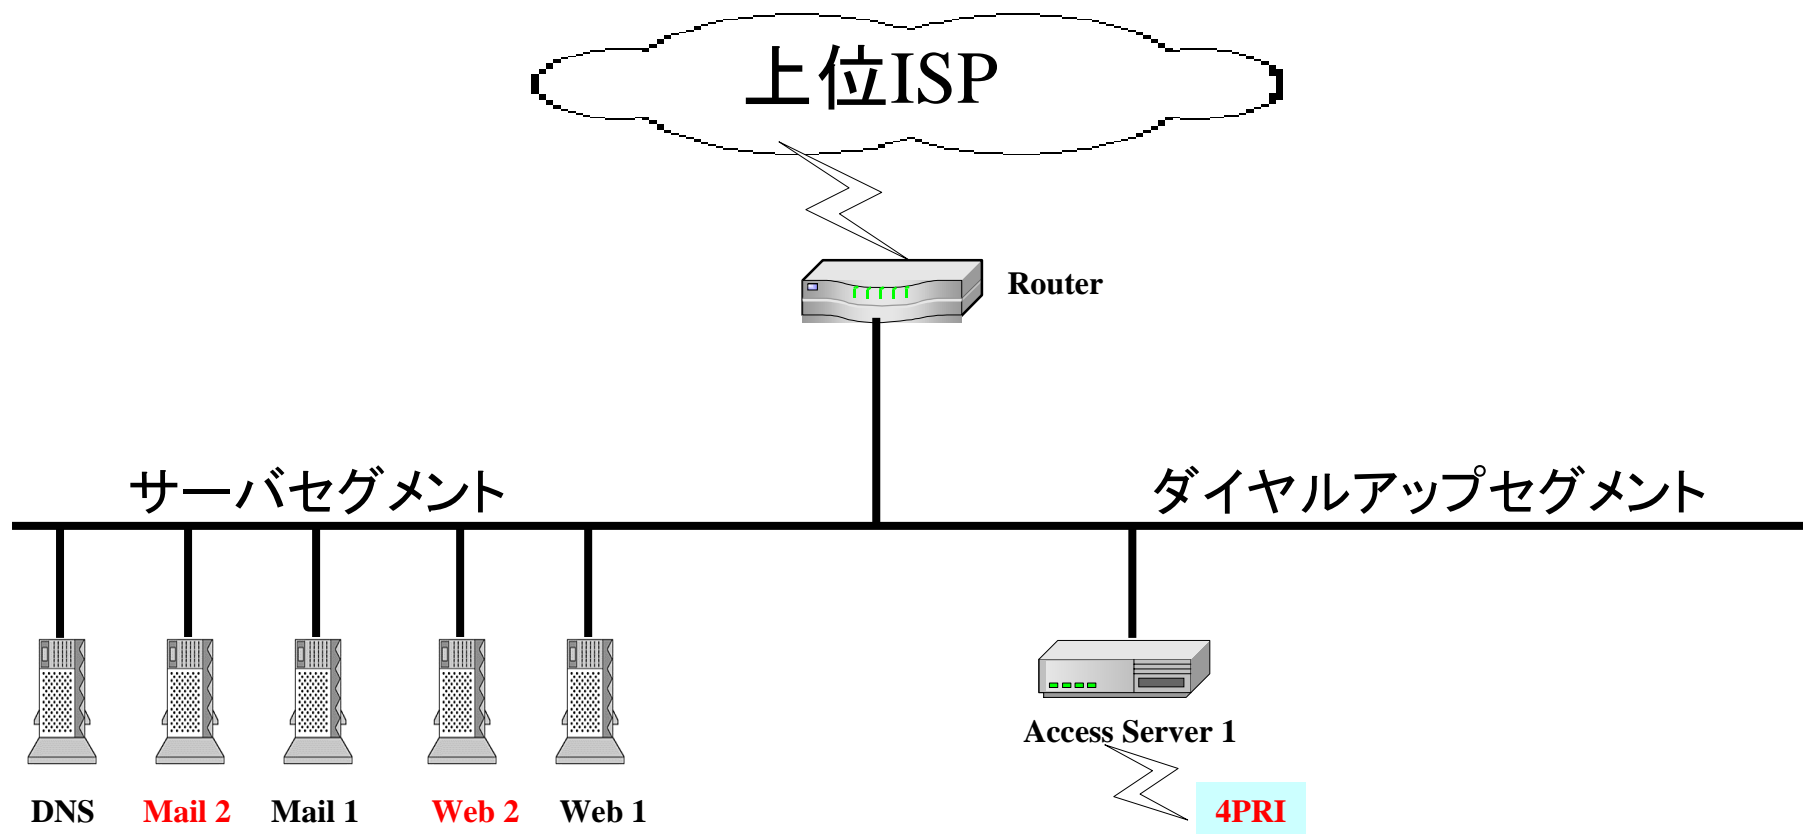 上位ISP
Router
サーバセグメント
ダイヤルアップセグメント
Access Server 1
DNS
Mail 2
Mail 1
Web 2
Web 1
4PRI